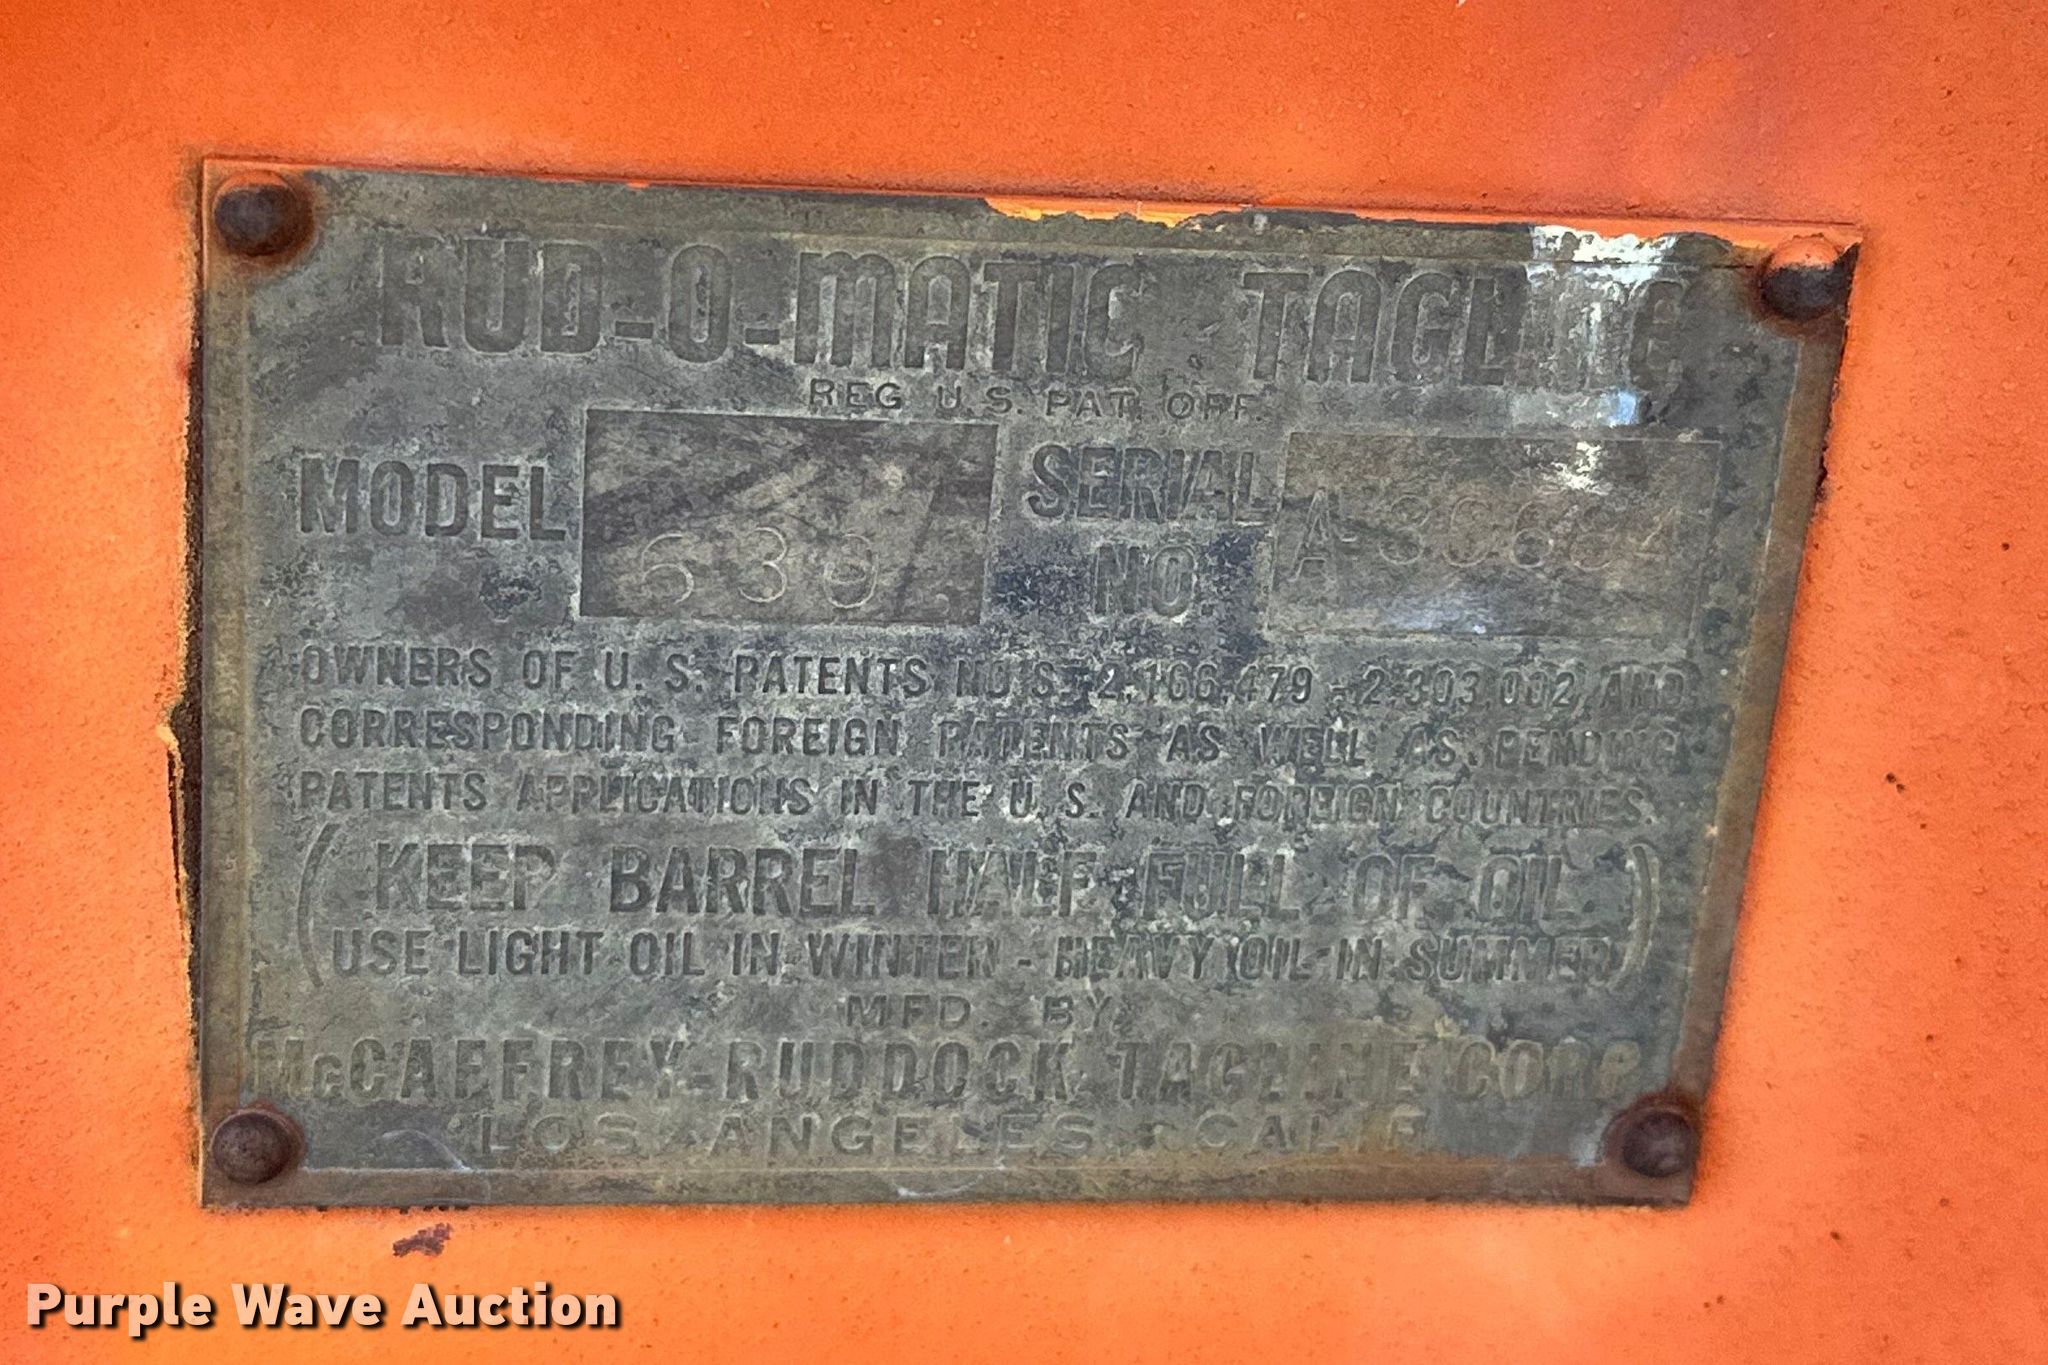 RUD-O-MATIC TAGLINE
REG U.S. PAT. OFF.
MODEL 639
SERIAL
NO.
OWNERS OF U. S. PATENTS NO'S. 2.166.479 - 2.303.002 AND
CORRESPONDING FOREIGN PATENTS AS WELL AS PENDING
PATENTS APPLICATIONS IN THE U. S. AND FOREIGN COUNTRIES.
(KEEP BARREL HALF FULL OF OIL
USE LIGHT OIL IN WINTER - HEAVY OIL IN SUMMER)
MFD. BY
McCAFFREY-RUDDOCK TAGLINE CORP
LOS ANGELES, CALIF.
Purple Wave Auction